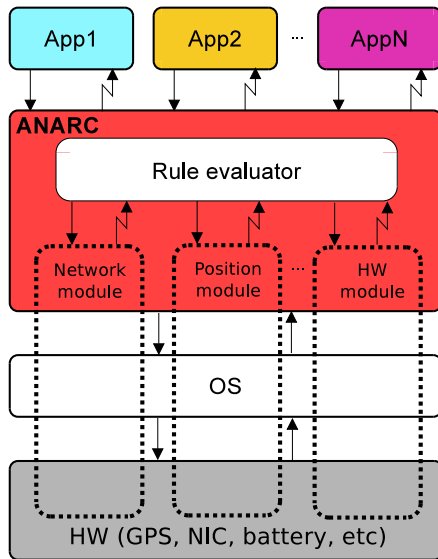 App1 App2 ... AppN
ANARC
Rule evaluator
Network module
Position module
...
HW module
OS
HW (GPS, NIC, battery, etc)